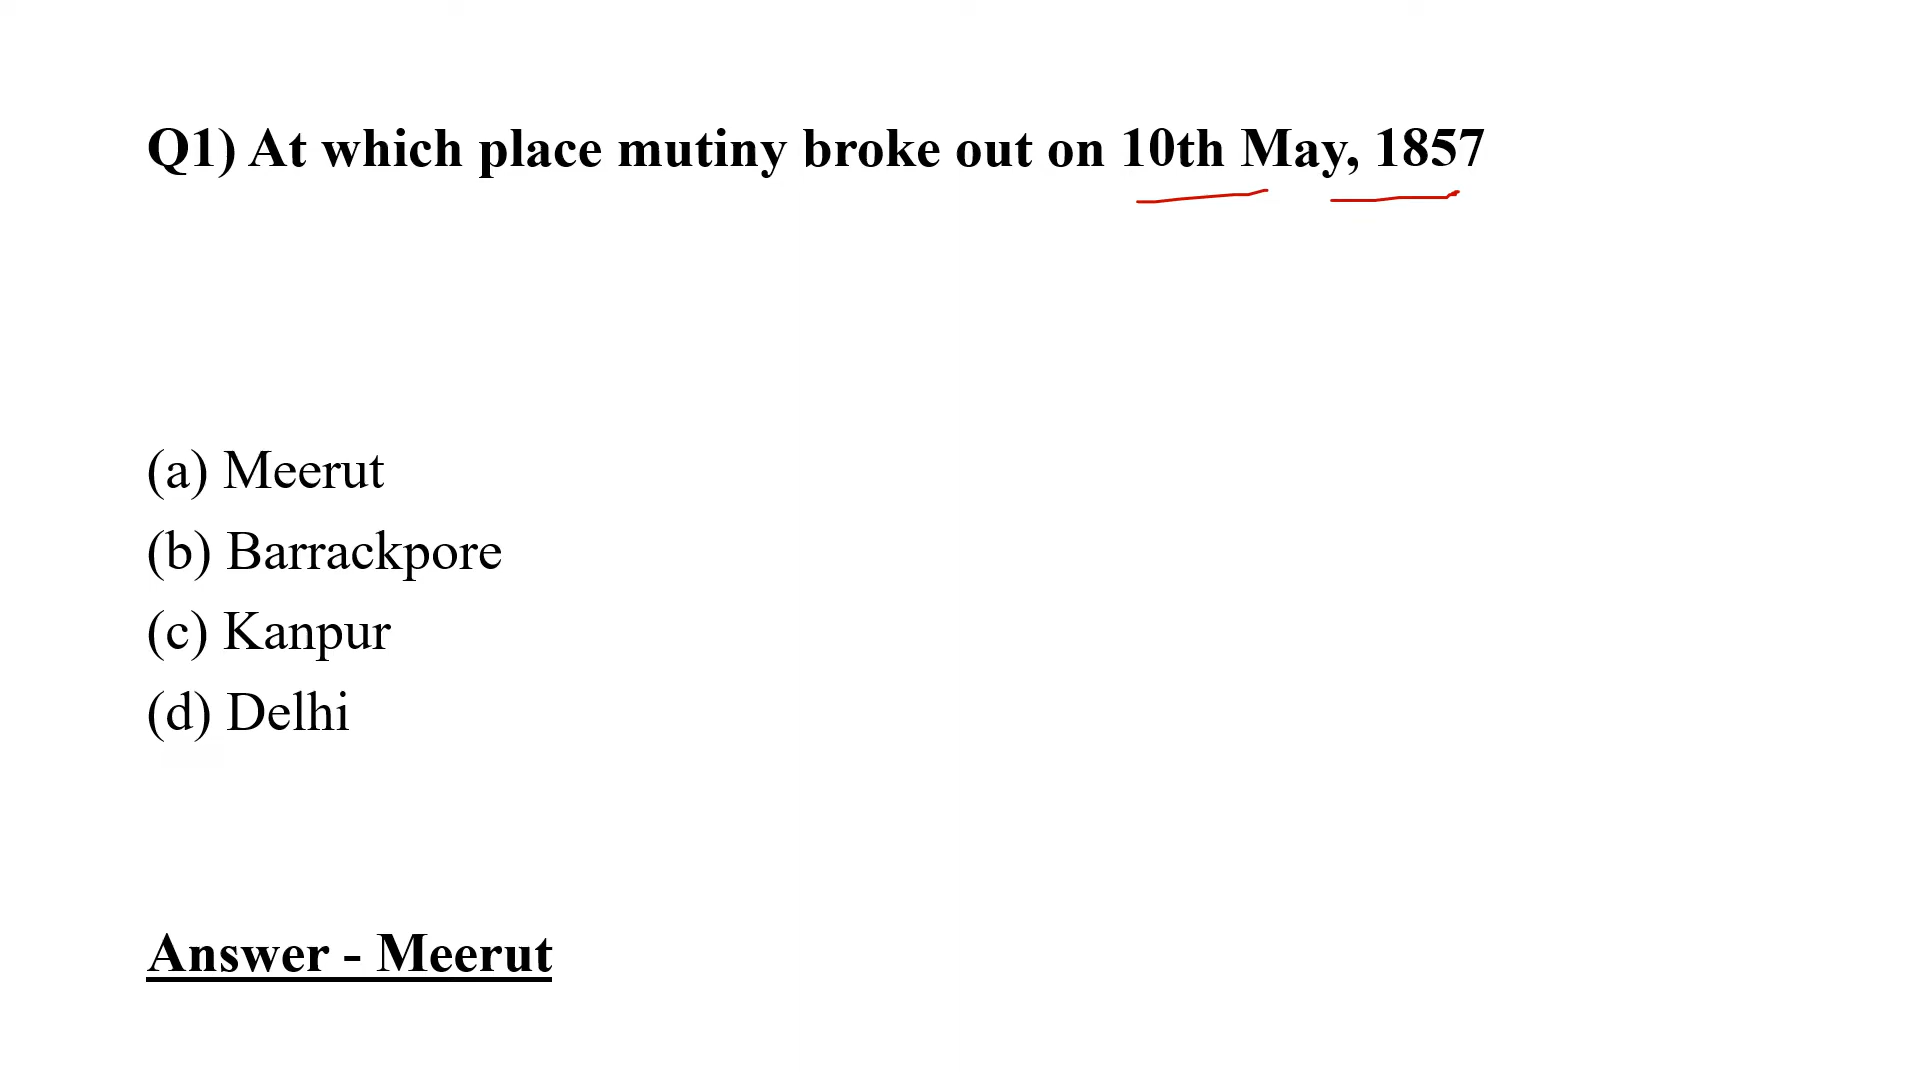 Q1) At which place mutiny broke out on 10th May, 1857
(a) Meerut
(b) Barrackpore
(c) Kanpur
(d) Delhi
Answer - Meerut